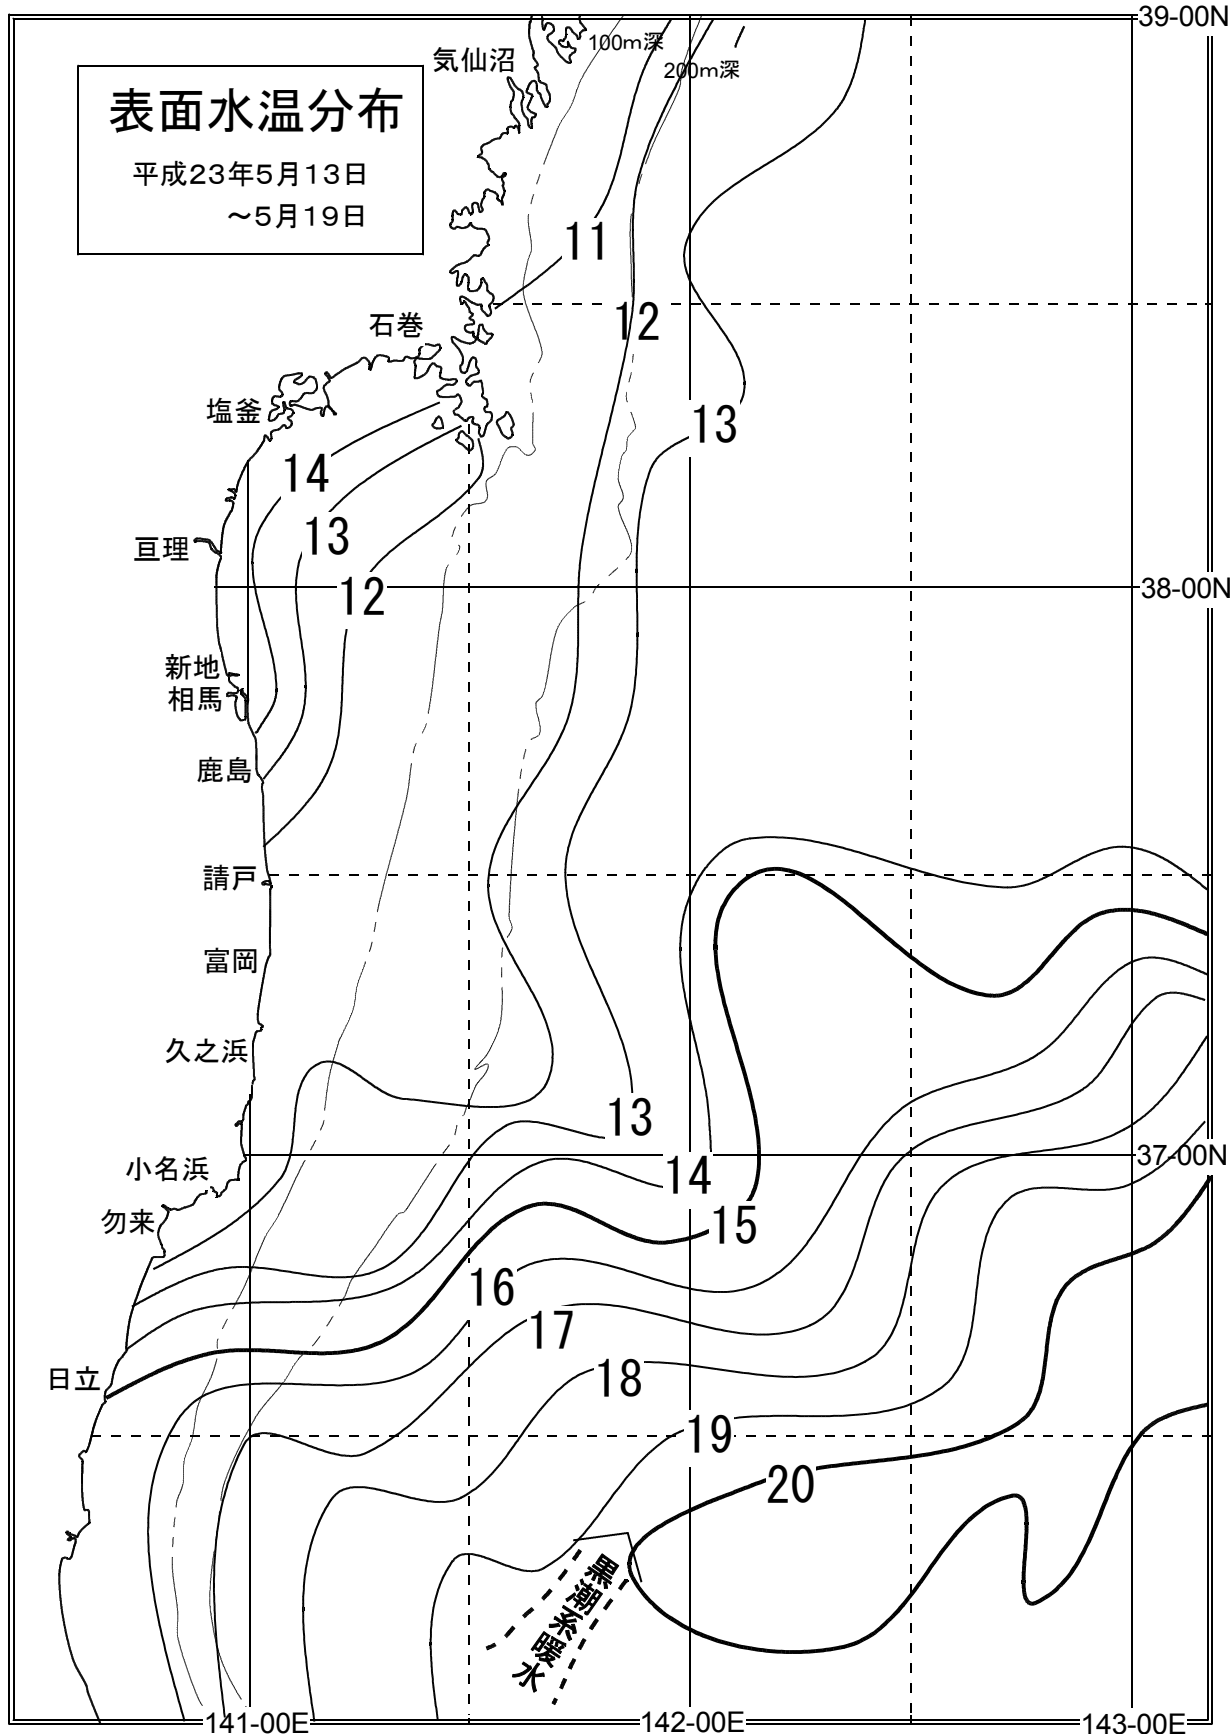 39-00N
100m深
気仙沼
200m深
表面水温分布
平成23年5月13日
～5月19日
11
12
石巻
塩釜
13
14
13
亘理
12
38-00N
新地
相馬
鹿島
請戸
富岡
久之浜
13
37-00N
小名浜
14
勿来
15
16
17
日立
18
19
20
黒潮系暖水
141-00E
142-00E
143-00E